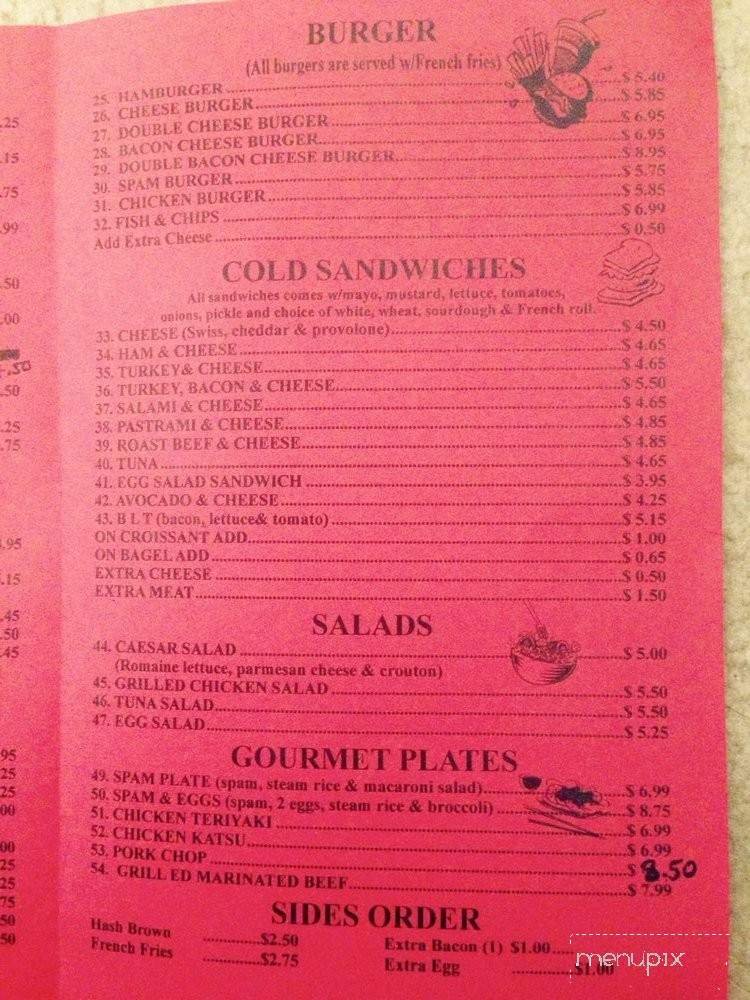 BURGER
(All burgers are served w/French fries)
25. HAMBURGER $ 5.40
26. CHEESE BURGER $ 5.85
27. DOUBLE CHEESE BURGER $ 6.95
28. BACON CHEESE BURGER $ 6.95
29. DOUBLE BACON CHEESE BURGER $ 8.95
30. SPAM BURGER $ 5.75
31. CHICKEN BURGER $ 5.85
32. FISH & CHIPS $ 6.99
Add Extra Cheese $ 0.50
COLD SANDWICHES
All sandwiches comes w/mayo, mustard, lettuce, tomatoes,
onions, pickle and choice of white, wheat, sourdough & French roll.
33. CHEESE (Swiss, cheddar & provolone) $ 4.50
34. HAM & CHEESE $ 4.65
35. TURKEY& CHEESE $ 4.65
36. TURKEY, BACON & CHEESE $ 5.50
37. SALAMI & CHEESE $ 4.65
38. PASTRAMI & CHEESE $ 4.85
39. ROAST BEEF & CHEESE $ 4.85
40. TUNA $ 4.65
41. EGG SALAD SANDWICH $ 3.95
42. AVOCADO & CHEESE $ 4.25
43. B L T (bacon, lettuce& tomato) $ 5.15
ON CROISSANT ADD $ 1.00
ON BAGEL ADD $ 0.65
EXTRA CHEESE $ 0.50
EXTRA MEAT $ 1.50
SALADS
44. CAESAR SALAD $ 5.00
(Romaine lettuce, parmesan cheese & crouton)
45. GRILLED CHICKEN SALAD $ 5.50
46. TUNA SALAD $ 5.50
47. EGG SALAD $ 5.25
GOURMET PLATES
49. SPAM PLATE (spam, steam rice & macaroni salad) $ 6.99
50. SPAM & EGGS (spam, 2 eggs, steam rice & broccoli) $ 8.75
51. CHICKEN TERIYAKI $ 6.99
52. CHICKEN KATSU $ 6.99
53. PORK CHOP $ 8.50
54. GRILL ED MARINATED BEEF $ 7.99
SIDES ORDER
Hash Brown $2.50 Extra Bacon (1) $1.00
French Fries $2.75 Extra Egg $1.00
menupix